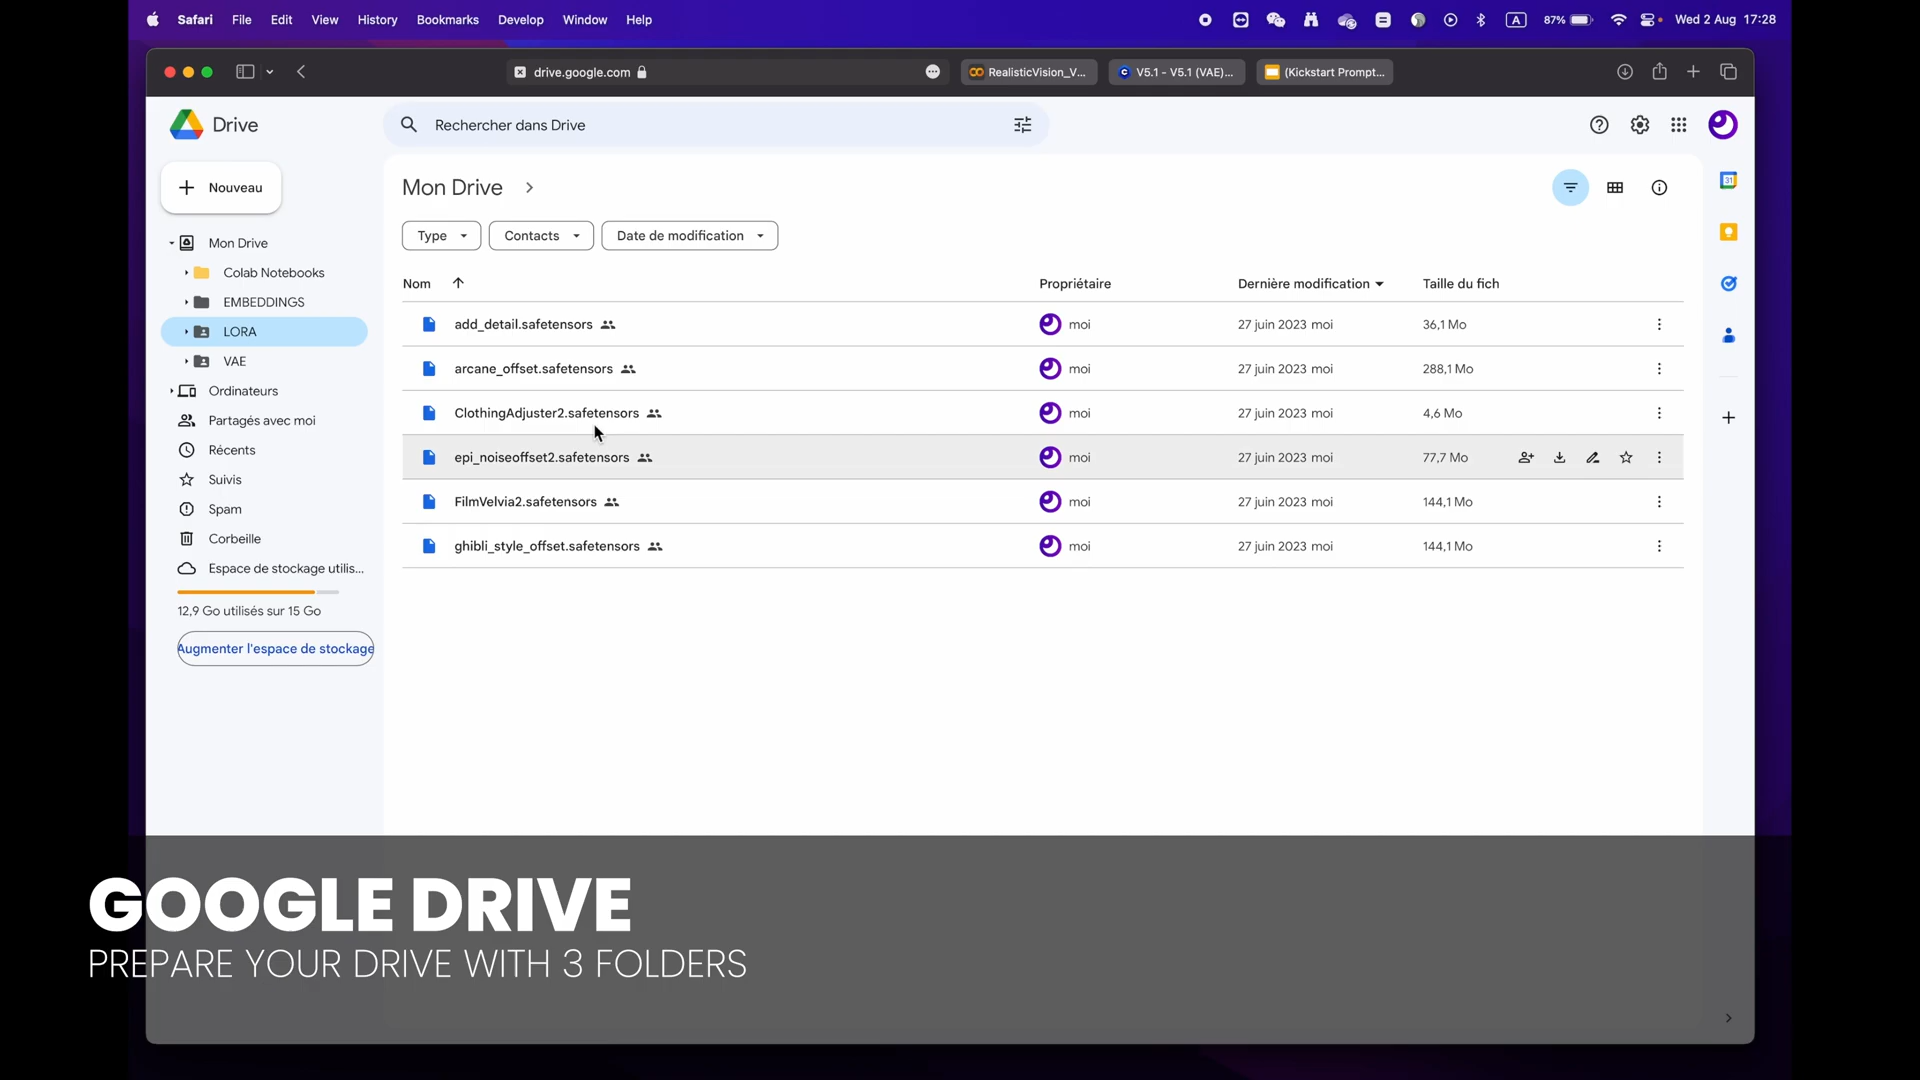 Safari File Edit View History Bookmarks Develop Window Help A 87% Wed 2 Aug 17:28
drive.google.com RealisticVision_V... V5.1 - V5.1 (VAE)... (Kickstart Prompt...
Drive
Rechercher dans Drive
Nouveau
Mon Drive
Colab Notebooks
EMBEDDINGS
LORA
VAE
Ordinateurs
Partagés avec moi
Récents
Suivis
Spam
Corbeille
Espace de stockage utilis...
12,9 Go utilisés sur 15 Go
Augmenter l'espace de stockage
Mon Drive
Type Contacts Date de modification
Nom Propriétaire Dernière modification Taille du fich
add_detail.safetensors moi 27 juin 2023 moi 36,1 Mo
arcane_offset.safetensors moi 27 juin 2023 moi 288,1 Mo
ClothingAdjuster2.safetensors moi 27 juin 2023 moi 4,6 Mo
epi_noiseoffset2.safetensors moi 27 juin 2023 moi 77,7 Mo
FilmVelvia2.safetensors moi 27 juin 2023 moi 144,1 Mo
ghibli_style_offset.safetensors moi 27 juin 2023 moi 144,1 Mo
31
GOOGLE DRIVE
PREPARE YOUR DRIVE WITH 3 FOLDERS